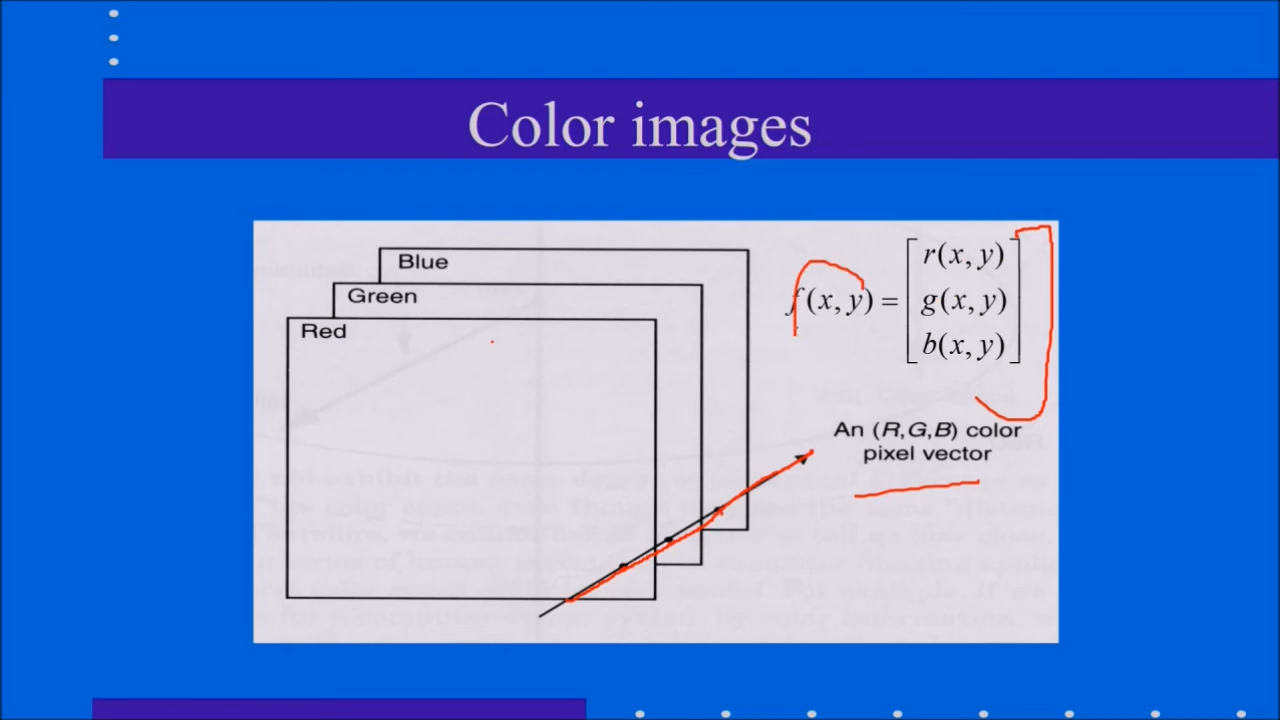 Color images
Blue
Green
Red
f(x, y) = [ r(x, y)
g(x, y)
b(x, y) ]
An (R,G,B) color
pixel vector